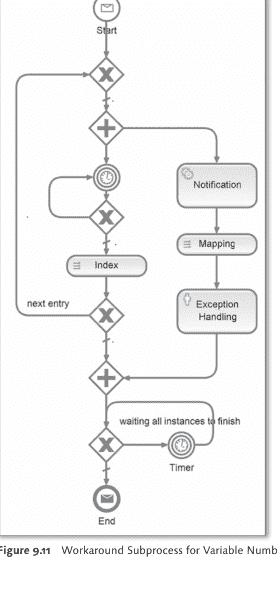 Start
Notification
Mapping
Index
next entry
Exception
Handling
waiting all instances to finish
Timer
End
Figure 9.11 Workaround Subprocess for Variable Numb